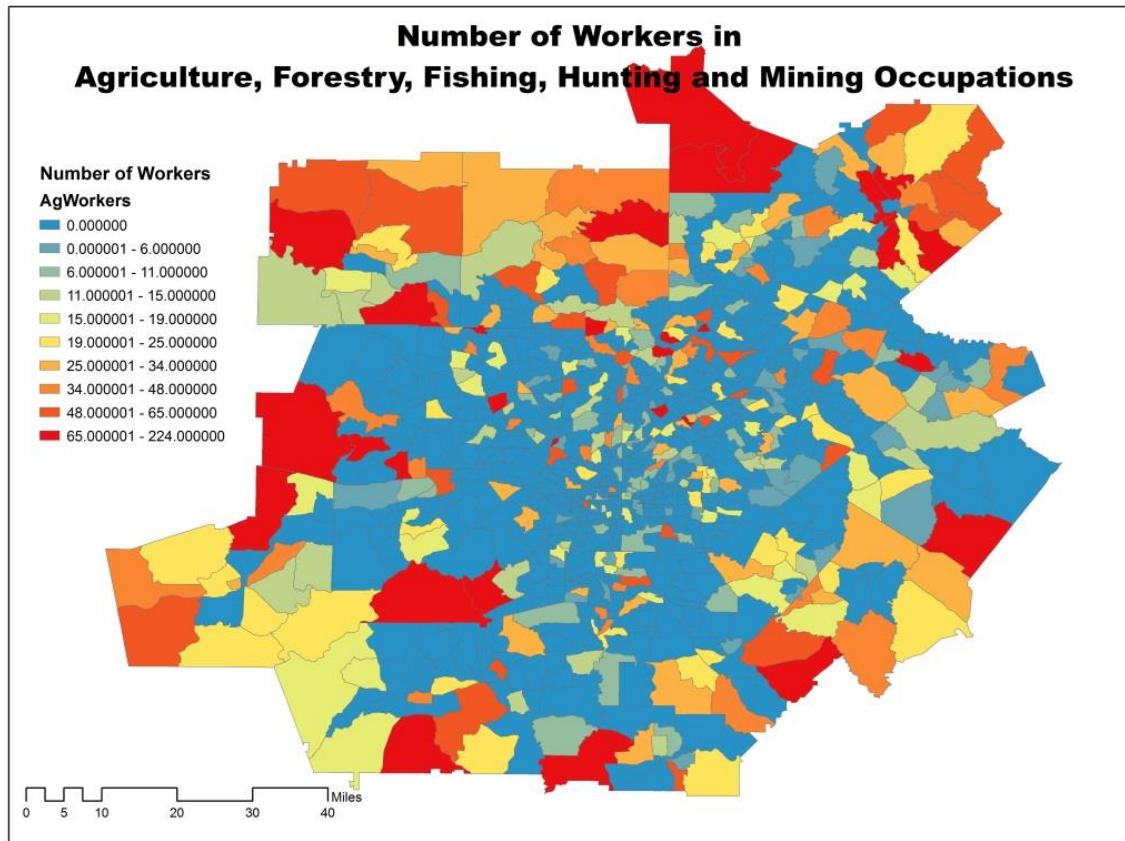 Number of Workers in
Agriculture, Forestry, Fishing, Hunting and Mining Occupations
Number of Workers
AgWorkers
0.000000
0.000001 - 6.000000
6.000001 - 11.000000
11.000001 - 15.000000
15.000001 - 19.000000
19.000001 - 25.000000
25.000001 - 34.000000
34.000001 - 48.000000
48.000001 - 65.000000
65.000001 - 224.000000
Miles
0 5 10 20 30 40